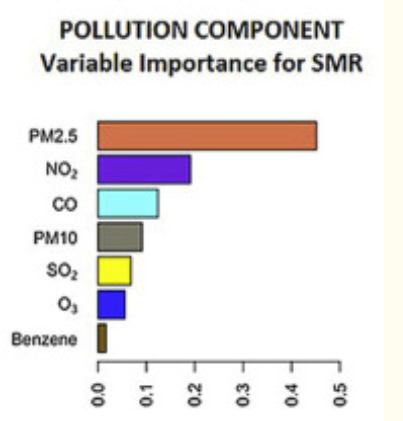 POLLUTION COMPONENT
Variable Importance for SMR
PM2.5
NO₂
CO
PM10
SO₂
O₃
Benzene
0.0 0.1 0.2 0.3 0.4 0.5